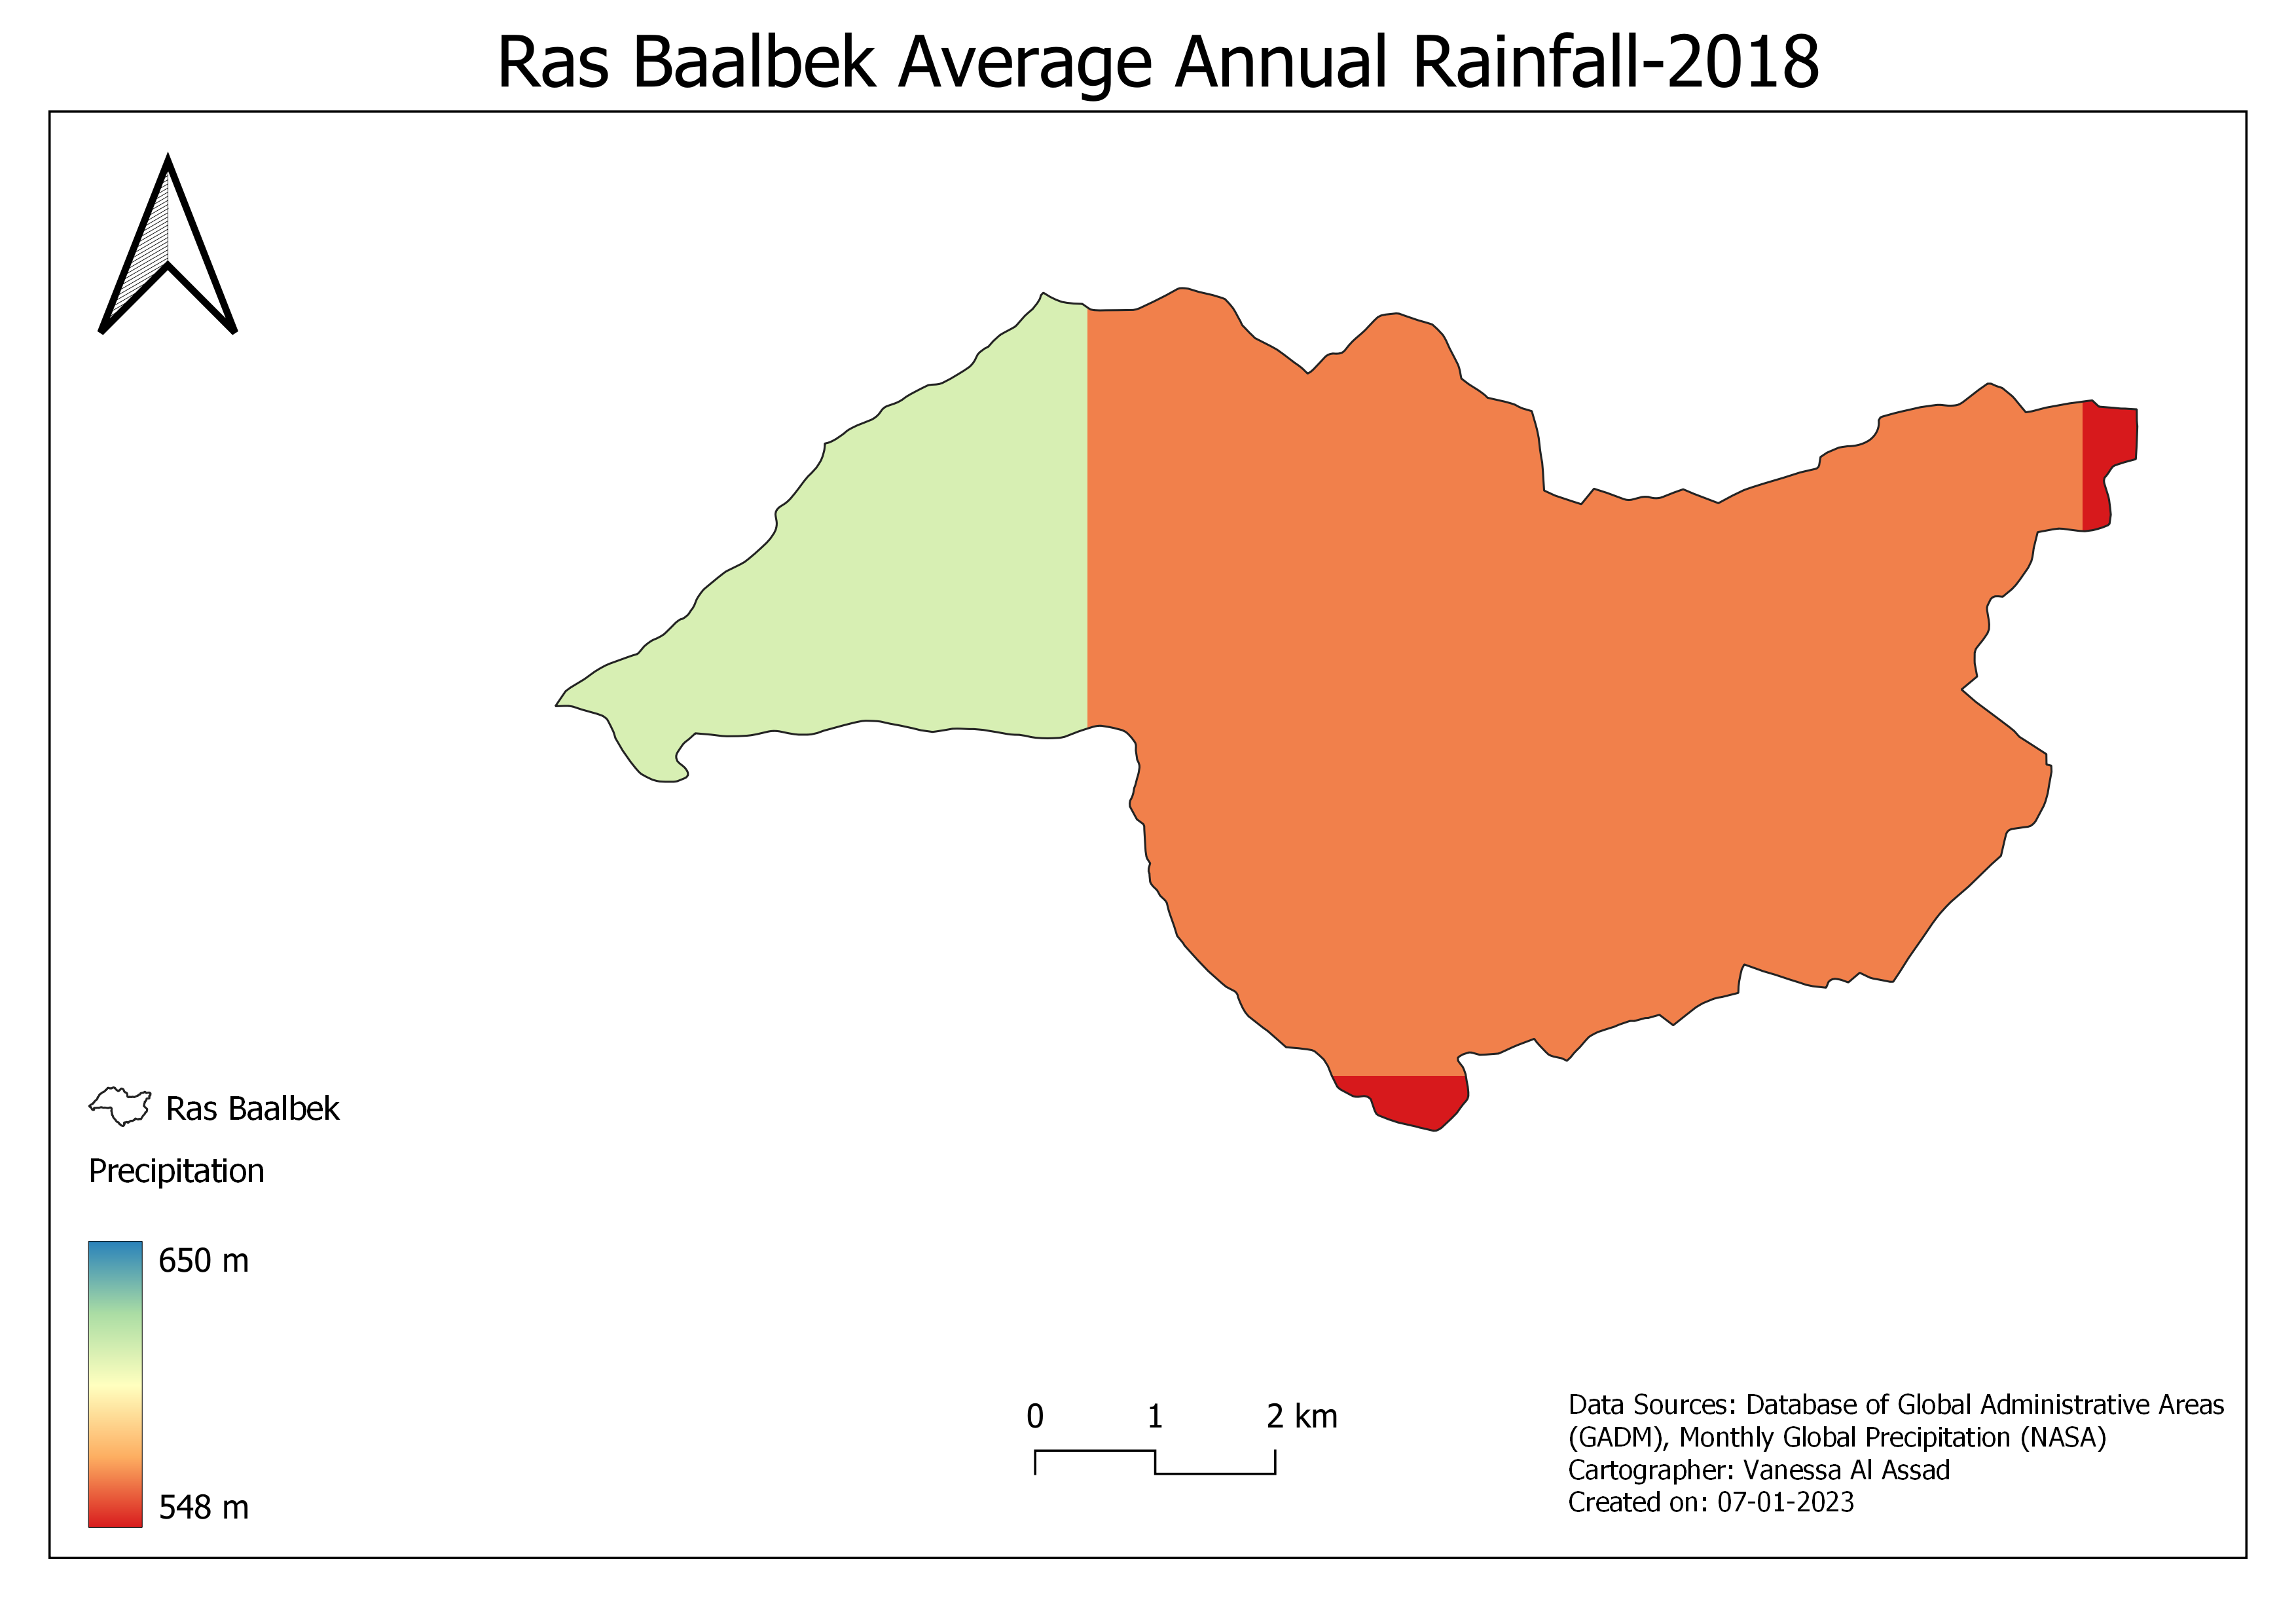 Ras Baalbek Average Annual Rainfall-2018
Ras Baalbek
Precipitation
650 m
548 m
0 1 2 km
Data Sources: Database of Global Administrative Areas
(GADM), Monthly Global Precipitation (NASA)
Cartographer: Vanessa Al Assad
Created on: 07-01-2023